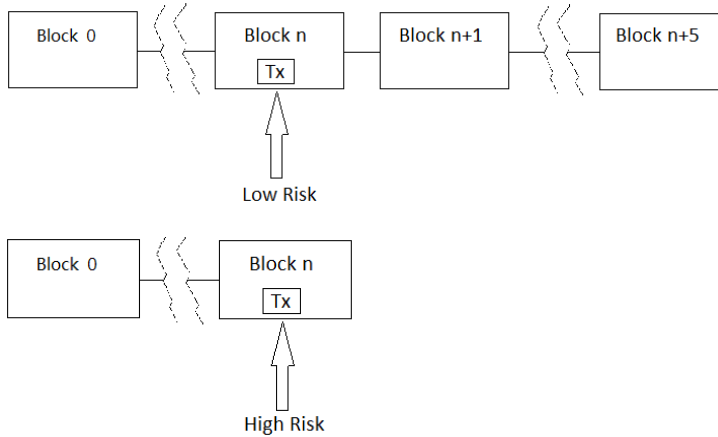 Block 0
Block n
Block n+1
Block n+5
Tx
Low Risk
Block 0
Block n
Tx
High Risk